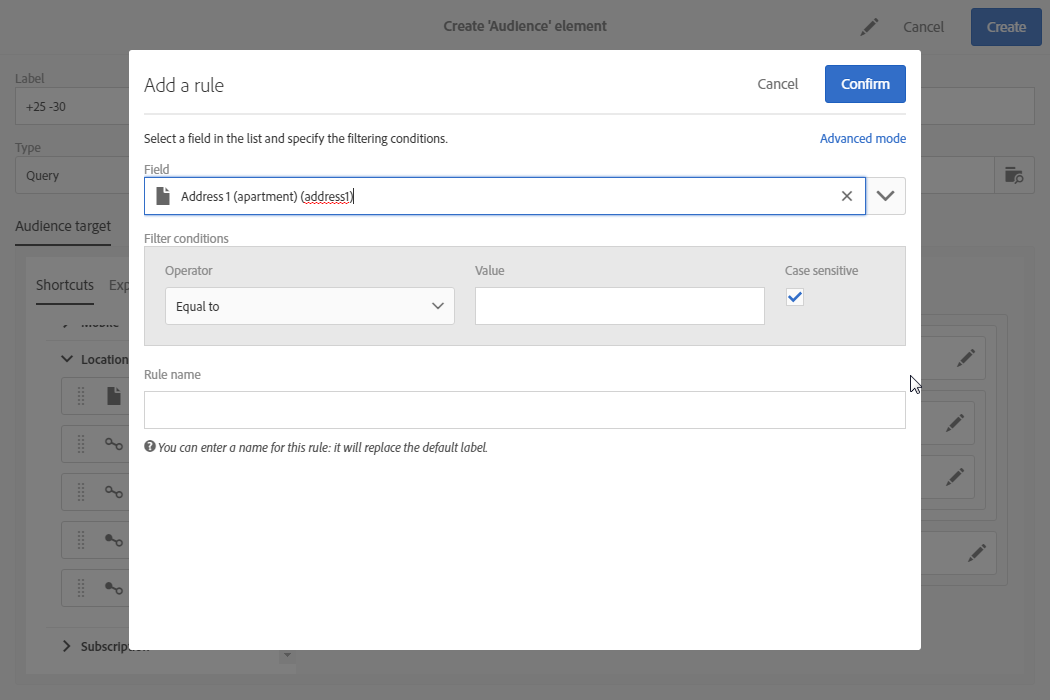 Create 'Audience' element
Cancel
Create
Label
+25 -30
Type
Query
Audience target
Shortcuts
Location
Add a rule
Cancel
Confirm
Select a field in the list and specify the filtering conditions.
Advanced mode
Field
Address 1 (apartment) (address1)
Filter conditions
Operator
Value
Case sensitive
Equal to
Rule name
You can enter a name for this rule: it will replace the default label.